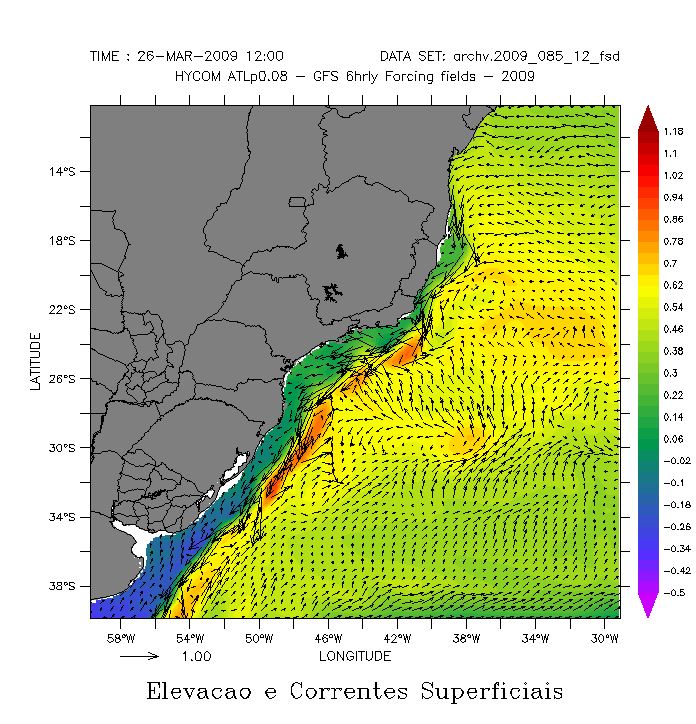 TIME : 26-MAR-2009 12:00 DATA SET: archv.2009_085_12_fsd
HYCOM ATLp0.08 - GFS 6hrly Forcing fields - 2009
14°S
18°S
22°S
26°S
30°S
34°S
38°S
LATITUDE
58°W 54°W 50°W 46°W 42°W 38°W 34°W 30°W
1.00 LONGITUDE
1.18
1.1
1.02
0.94
0.86
0.78
0.7
0.62
0.54
0.46
0.38
0.3
0.22
0.14
0.06
-0.02
-0.1
-0.18
-0.26
-0.34
-0.42
-0.5
Elevacao e Correntes Superficiais